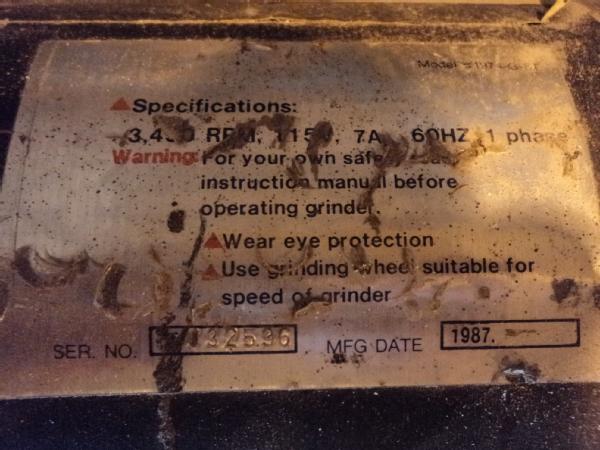 Model
Specifications:
RPM, 115V, 7A, 60HZ 1 phase
Warning: For your own safe
instruction manual before
operating grinder.
Wear eye protection
Use grinding wheel suitable for
speed of grinder
SER. NO. MFG DATE 1987.